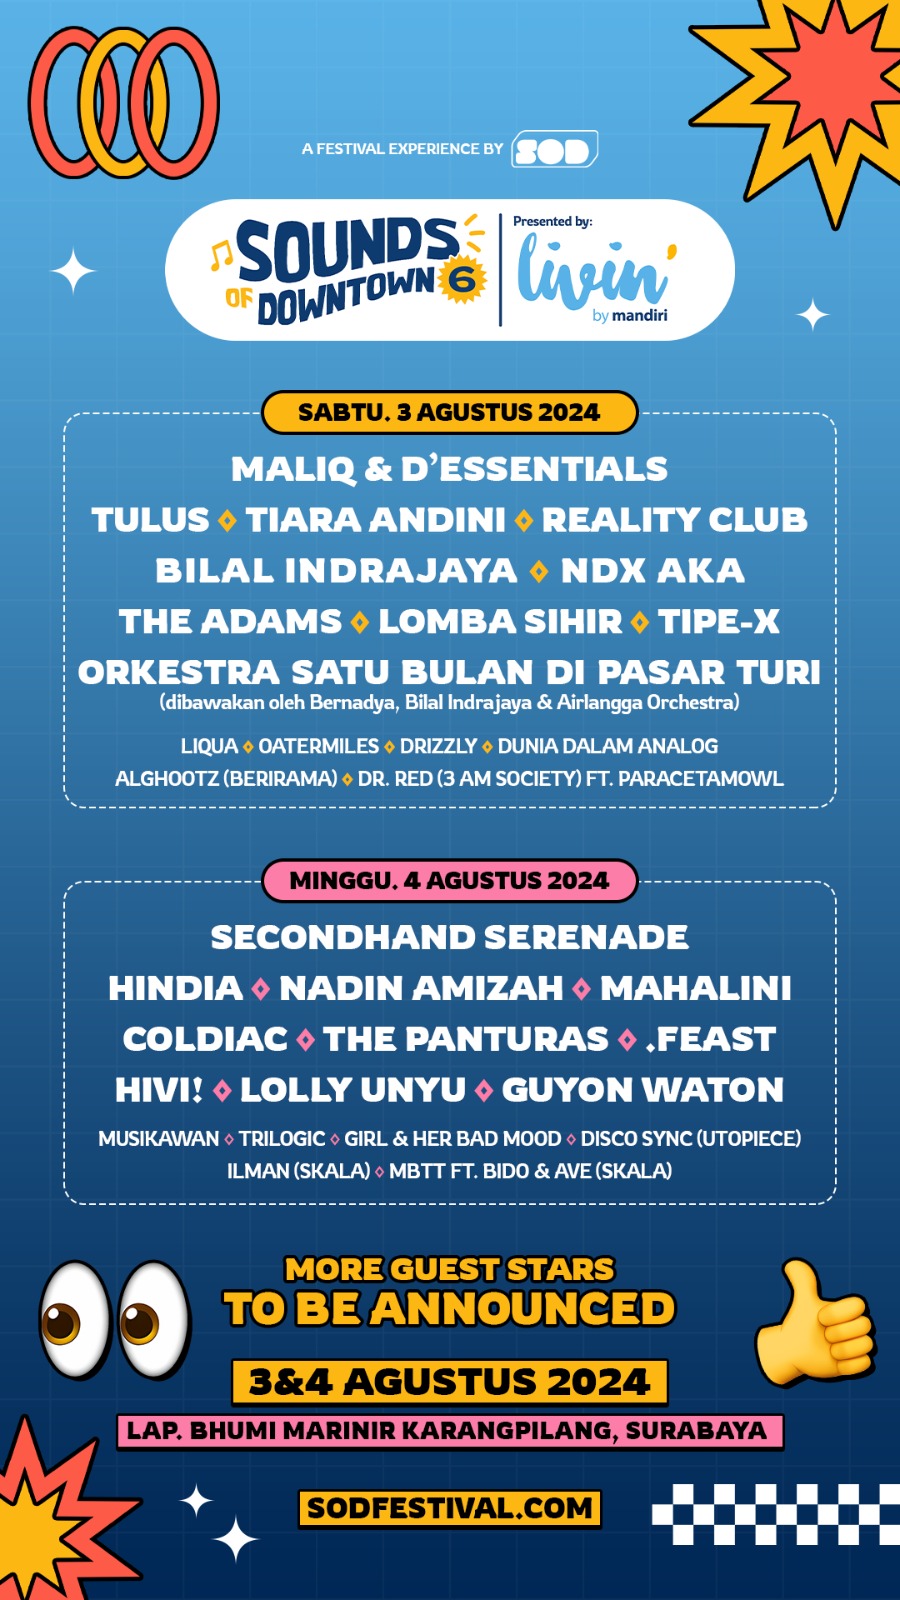 A FESTIVAL EXPERIENCE BY SOD
SOUNDS
OF DOWNTOWN 6
Presented by:
livin'
by mandiri
SABTU. 3 AGUSTUS 2024
MALIQ & D'ESSENTIALS
TULUS ⬥ TIARA ANDINI ⬥ REALITY CLUB
BILAL INDRAJAYA ⬥ NDX AKA
THE ADAMS ⬥ LOMBA SIHIR ⬥ TIPE-X
ORKESTRA SATU BULAN DI PASAR TURI
(dibawakan oleh Bernadya, Bilal Indrajaya & Airlangga Orchestra)
LIQUA ⬥ OATERMILES ⬥ DRIZZLY ⬥ DUNIA DALAM ANALOG
ALGHOOTZ (BERIRAMA) ⬥ DR. RED (3 AM SOCIETY) FT. PARACETAMOWL
MINGGU. 4 AGUSTUS 2024
SECONDHAND SERENADE
HINDIA ⬥ NADIN AMIZAH ⬥ MAHALINI
COLDIAC ⬥ THE PANTURAS ⬥ .FEAST
HIVI! ⬥ LOLLY UNYU ⬥ GUYON WATON
MUSIKAWAN ⬥ TRILOGIC ⬥ GIRL & HER BAD MOOD ⬥ DISCO SYNC (UTOPIECE)
ILMAN (SKALA) ⬥ MBTT FT. BIDO & AVE (SKALA)
MORE GUEST STARS
TO BE ANNOUNCED
3&4 AGUSTUS 2024
LAP. BHUMI MARINIR KARANGPILANG, SURABAYA
SODFESTIVAL.COM